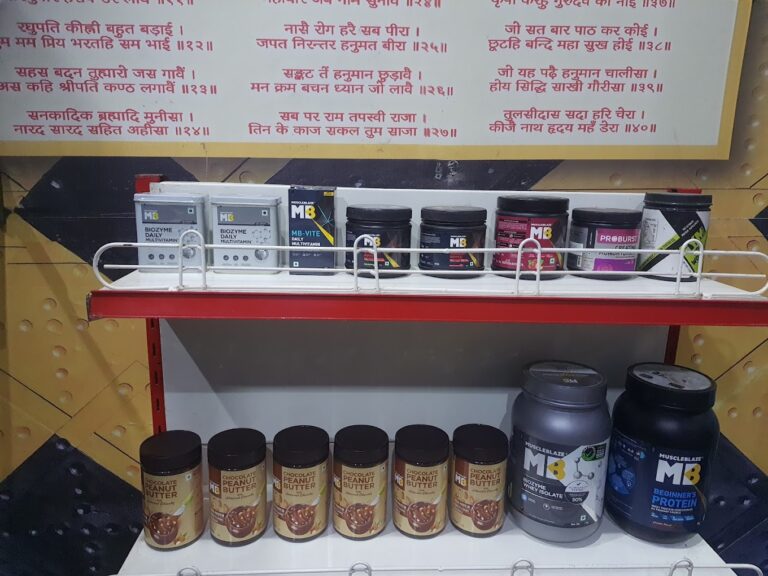 रघुपति कीह्नी बहुत बड़ाई ।
मम प्रिय भरतहि सम भाई ॥१२॥
सहस बदन तुह्मारो जस गावैं ।
अस कहि श्रीपति कण्ठ लगावैं ॥१३॥
सनकादिक ब्रह्मादि मुनीसा ।
नारद सारद सहित अहीसा ॥१४॥
नासै रोग हरै सब पीरा ।
जपत निरन्तर हनुमत बीरा ॥२५॥
सङ्कट तें हनुमान छुड़ावै ।
मन क्रम बचन ध्यान जो लावै ॥२६॥
सब पर राम तपस्वी राजा ।
तिन के काज सकल तुम साजा ॥२७॥
जो सत बार पाठ कर कोई ।
छूटहि बन्दि महा सुख होई ॥३८॥
जो यह पढ़ै हनुमान चालीसा ।
होय सिद्धि साखी गौरीसा ॥३९॥
तुलसीदास सदा हरि चेरा ।
कीजै नाथ हृदय महँ डेरा ॥४०॥
MB
BIOZYME
DAILY
MULTIVITAMIN
MB
BIOZYME
DAILY
MULTIVITAMIN
MUSCLEBLAZE
MB
MB-VITE
DAILY
MULTIVITAMIN
MB
MB
MUSCLEBLAZE
MB
PROBURST
CHOCOLATE
PEANUT
BUTTER
CHOCOLATE
PEANUT
BUTTER
MB
CHOCOLATE
PEANUT
BUTTER
MB
CHOCOLATE
PEANUT
BUTTER
MB
CHOCOLATE
PEANUT
BUTTER
MB
CHOCOLATE
PEANUT
BUTTER
MUSCLEBLAZE
MB
BIOZYME
WHEY ISOLATE
MUSCLEBLAZE
MB
BEGINNER'S
PROTEIN